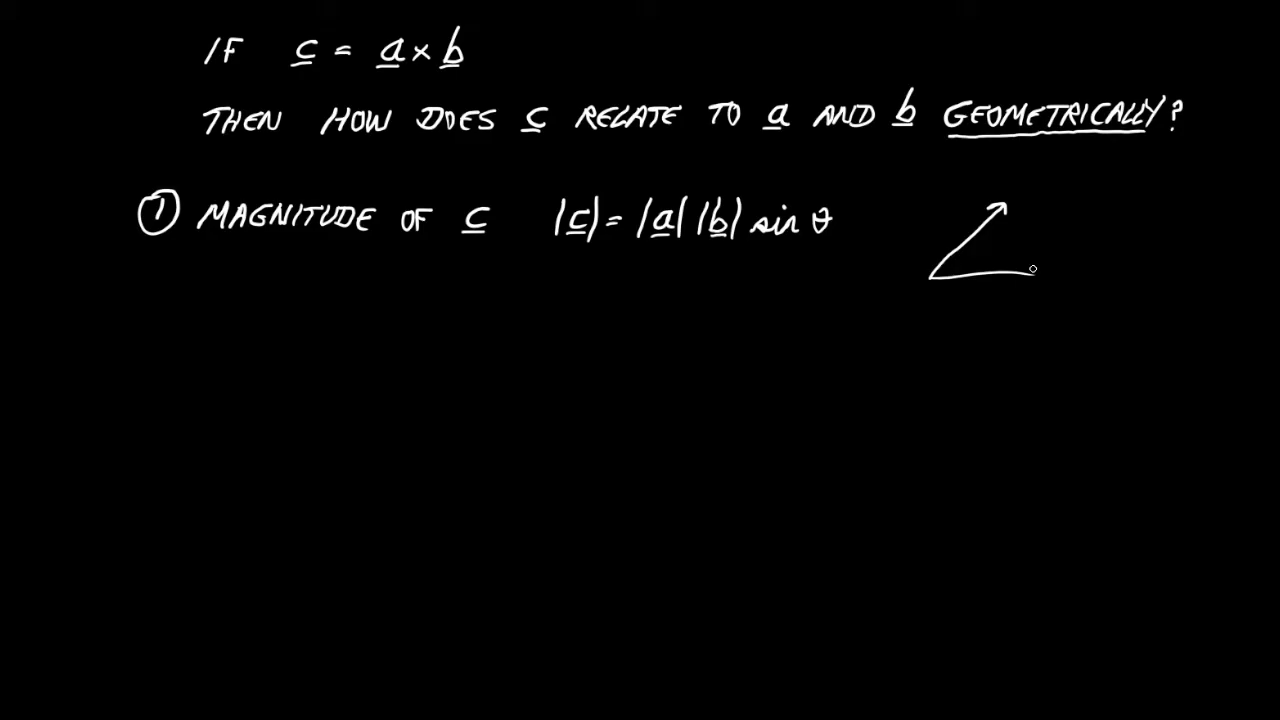 IF c = a × b
THEN HOW DOES c RELATE TO a AND b GEOMETRICALLY?
① MAGNITUDE OF c |c| = |a| |b| sin θ